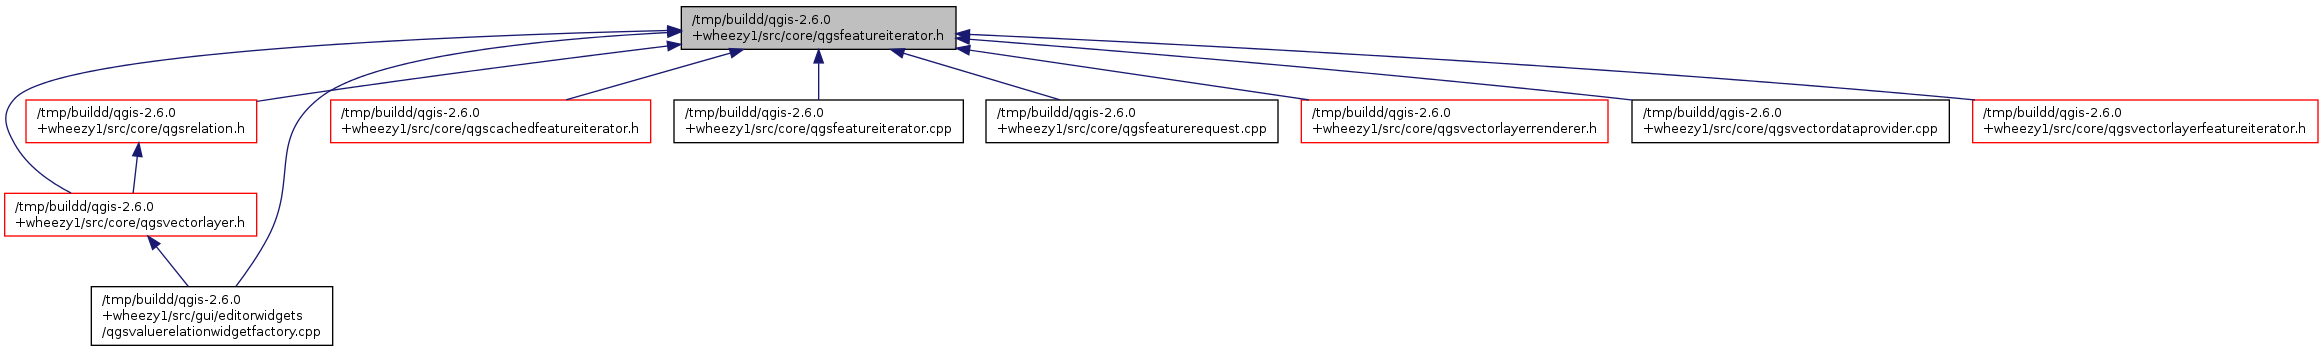 /tmp/buildd/qgis-2.6.0
+wheezy1/src/core/qgsfeatureiterator.h
/tmp/buildd/qgis-2.6.0
+wheezy1/src/core/qgsrelation.h
/tmp/buildd/qgis-2.6.0
+wheezy1/src/core/qgscachedfeatureiterator.h
/tmp/buildd/qgis-2.6.0
+wheezy1/src/core/qgsfeatureiterator.cpp
/tmp/buildd/qgis-2.6.0
+wheezy1/src/core/qgsfeaturerequest.cpp
/tmp/buildd/qgis-2.6.0
+wheezy1/src/core/qgsvectorlayerrenderer.h
/tmp/buildd/qgis-2.6.0
+wheezy1/src/core/qgsvectordataprovider.cpp
/tmp/buildd/qgis-2.6.0
+wheezy1/src/core/qgsvectorlayerfeatureiterator.h
/tmp/buildd/qgis-2.6.0
+wheezy1/src/core/qgsvectorlayer.h
/tmp/buildd/qgis-2.6.0
+wheezy1/src/gui/editorwidgets
/qgsvaluerelationwidgetfactory.cpp